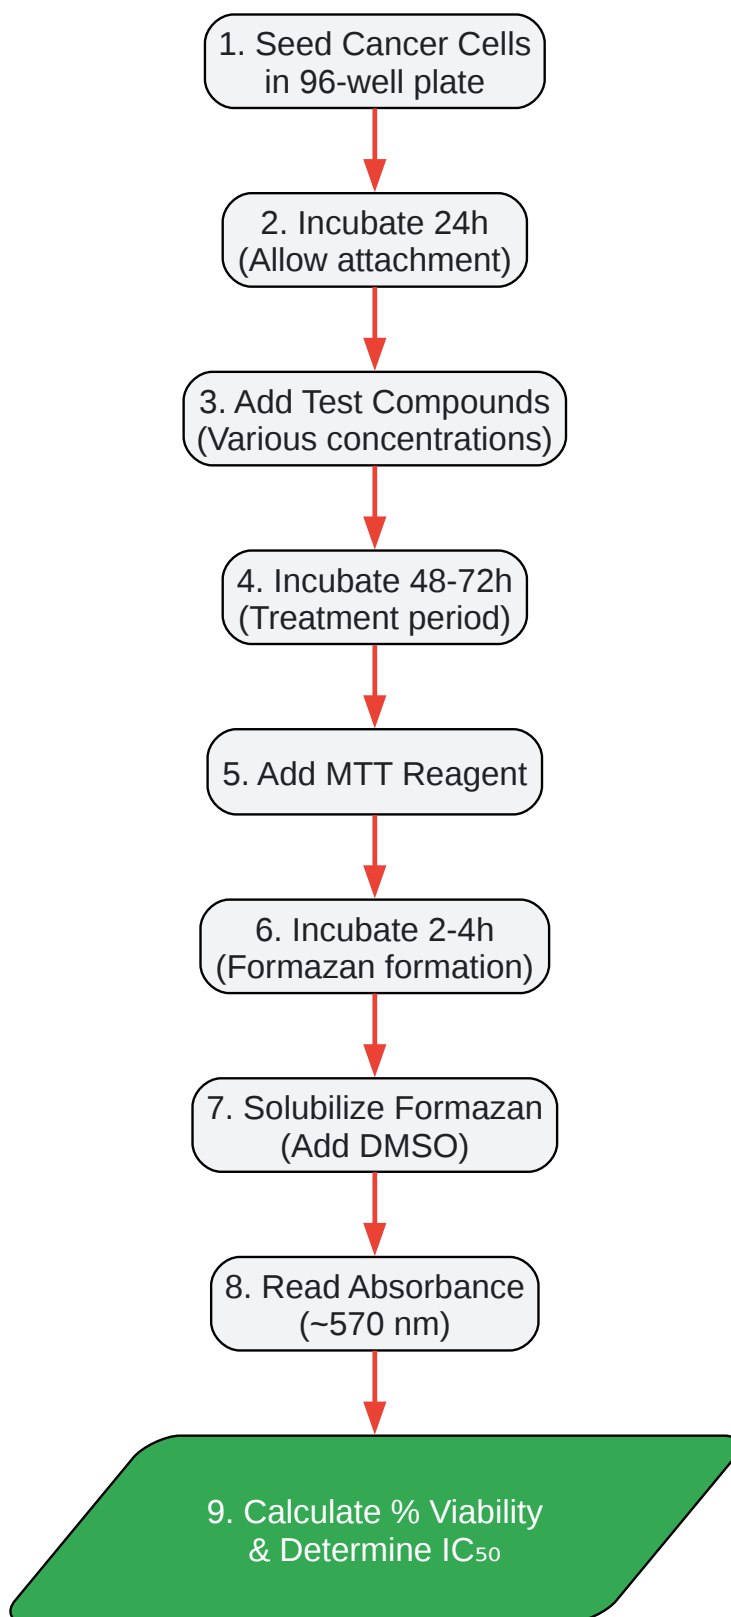 1. Seed Cancer Cells
in 96-well plate
2. Incubate 24h
(Allow attachment)
3. Add Test Compounds
(Various concentrations)
4. Incubate 48-72h
(Treatment period)
5. Add MTT Reagent
6. Incubate 2-4h
(Formazan formation)
7. Solubilize Formazan
(Add DMSO)
8. Read Absorbance
(~570 nm)
9. Calculate % Viability
& Determine IC₅₀